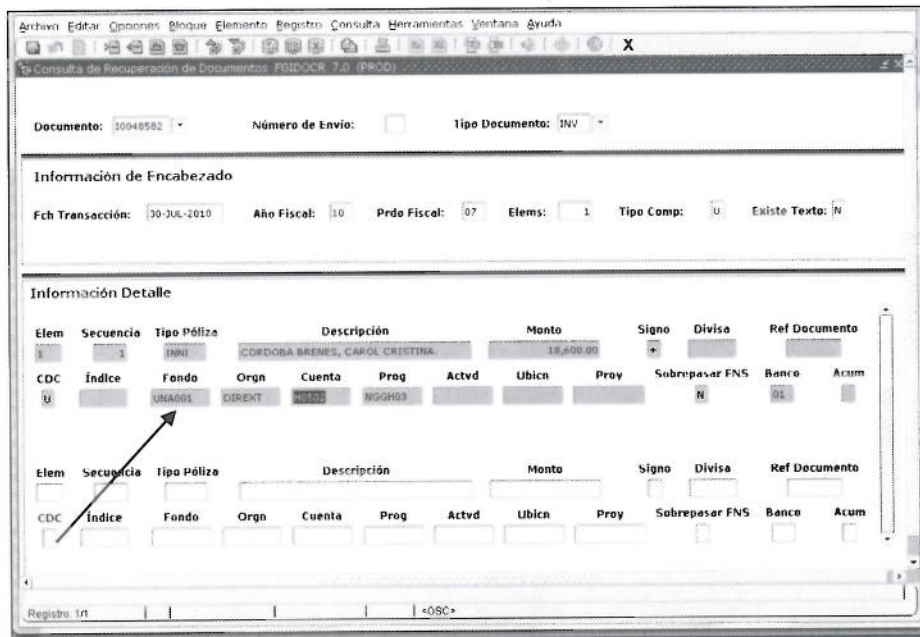 Archivo Editar Opciones Bloque Elemento Registro Consulta Herramientas Ventana Ayuda
X
Consulta de Recuperación de Documentos FGIDOCR 7.0 (PROD)
Documento: I0048582 Número de Envío: Tipo Documento: INV
Información de Encabezado
Fch Transacción: 30-JUL-2010 Año Fiscal: 10 Prdo Fiscal: 07 Elems: 1 Tipo Comp: U Existe Texto: N
Información Detalle
Elem Secuencia Tipo Póliza Descripción Monto Signo Divisa Ref Documento
1 1 INNI CORDOBA BRENES, CAROL CRISTINA. 18,600.00 +
CDC Índice Fondo Orgn Cuenta Prog Actvd Ubicn Proy Sobrepasar FNS Banco Acum
U UNA001 DIREXT NGGH03 N 01
Elem Secuencia Tipo Póliza Descripción Monto Signo Divisa Ref Documento
CDC Índice Fondo Orgn Cuenta Prog Actvd Ubicn Proy Sobrepasar FNS Banco Acum
Registro: 1/1 <OSC>